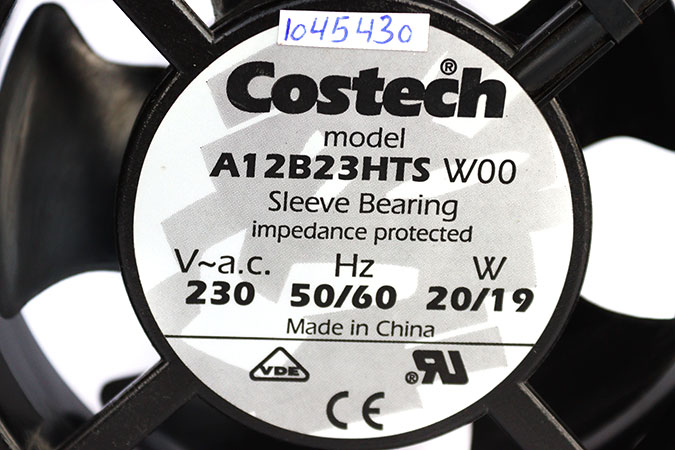 1045430
Costech®
model
A12B23HTS W00
Sleeve Bearing
impedance protected
V~a.c. Hz W
230 50/60 20/19
Made in China
VDE ®RU
CE